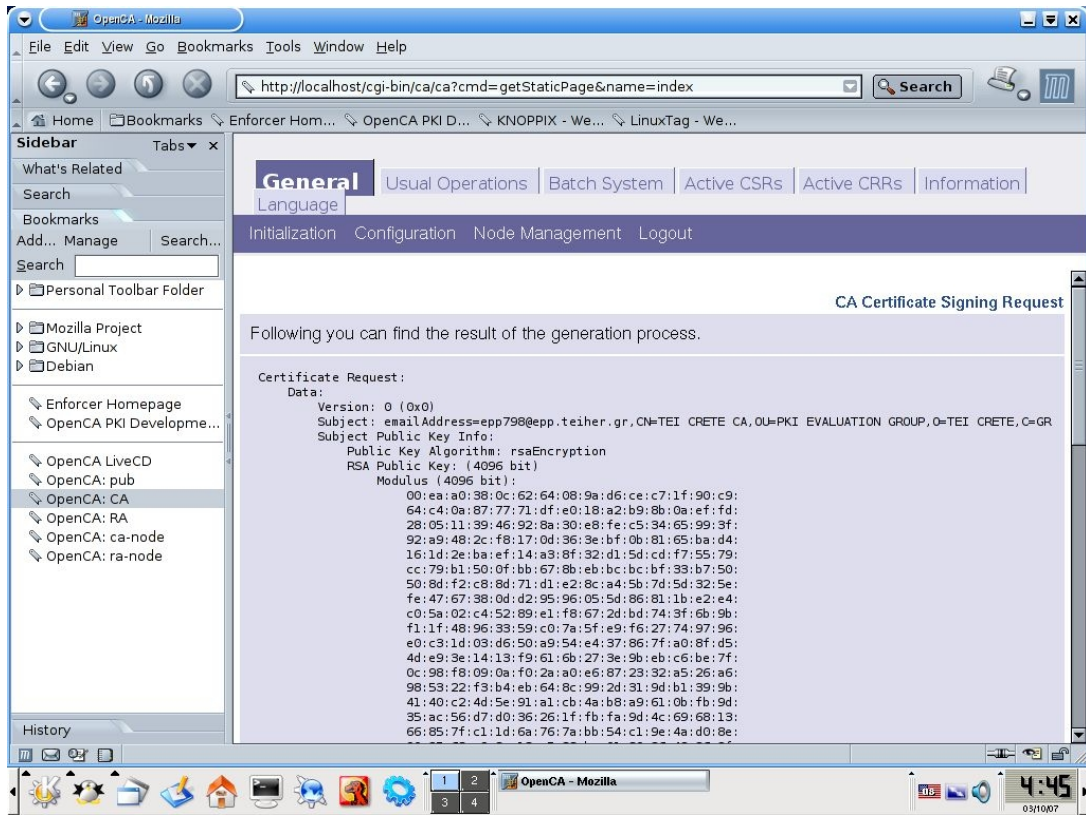 OpenCA - Mozilla
File Edit View Go Bookmarks Tools Window Help
http://localhost/cgi-bin/ca/ca?cmd=getStaticPage&name=index
Search
Home Bookmarks Enforcer Hom... OpenCA PKI D... KNOPPIX - We... LinuxTag - We...
Sidebar Tabs x
What's Related
Search
Bookmarks
Add... Manage Search...
Search
Personal Toolbar Folder
Mozilla Project
GNU/Linux
Debian
Enforcer Homepage
OpenCA PKI Developme...
OpenCA LiveCD
OpenCA: pub
OpenCA: CA
OpenCA: RA
OpenCA: ca-node
OpenCA: ra-node
History
General Usual Operations Batch System Active CSRs Active CRRs Information
Language
Initialization Configuration Node Management Logout
CA Certificate Signing Request
Following you can find the result of the generation process.
Certificate Request:
Data:
Version: 0 (0x0)
Subject: emailAddress=epp798@epp.teiher.gr,CN=TEI CRETE CA,OU=PKI EVALUATION GROUP,O=TEI CRETE,C=GR
Subject Public Key Info:
Public Key Algorithm: rsaEncryption
RSA Public Key: (4096 bit)
Modulus (4096 bit):
00:ea:a0:38:0c:62:64:08:9a:d6:ce:c7:1f:90:c9:
64:c4:0a:87:77:71:df:e0:18:a2:b9:8b:0a:ef:fd:
28:05:11:39:46:92:8a:30:e8:fe:c5:34:65:99:3f:
92:a9:48:2c:f8:17:0d:36:3e:bf:0b:81:65:ba:d4:
16:1d:2e:ba:ef:14:a3:8f:32:d1:5d:cd:f7:55:79:
cc:79:b1:50:0f:bb:67:8b:eb:bc:bc:bf:33:b7:50:
50:8d:f2:c8:8d:71:d1:e2:8c:a4:5b:7d:5d:32:5e:
fe:47:67:38:0d:d2:95:96:05:5d:86:81:1b:e2:e4:
c0:5a:02:c4:52:89:e1:f8:67:2d:bd:74:3f:6b:9b:
f1:1f:48:96:33:59:c0:7a:5f:e9:f6:27:74:97:96:
e0:c3:1d:03:d6:50:a9:54:e4:37:86:7f:a0:8f:d5:
4d:e9:3e:14:13:f9:61:6b:27:3e:9b:eb:c6:be:7f:
0c:98:f8:09:0a:f0:2a:a0:e6:87:23:32:a5:26:a6:
98:53:22:f3:b4:eb:64:8c:99:2d:31:9d:b1:39:9b:
41:40:c2:4d:5e:91:a1:cb:4a:b8:a9:61:0b:fb:9d:
35:ac:56:d7:d0:36:26:1f:fb:fa:9d:4c:69:68:13:
66:85:7f:c1:1d:6a:76:7a:bb:54:c1:9e:4a:d0:8e:
1 2
3 4
OpenCA - Mozilla
US
4:45
03/10/07